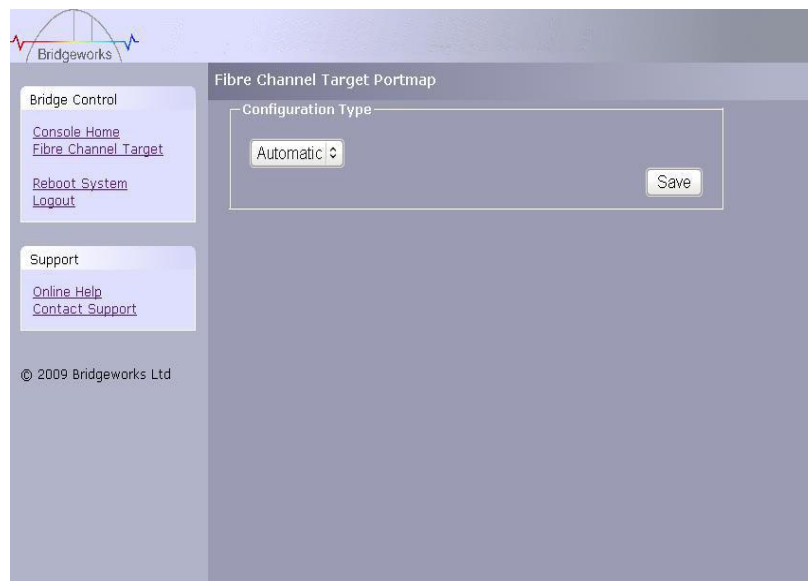 Bridgeworks
Fibre Channel Target Portmap
Bridge Control
Console Home
Fibre Channel Target
Reboot System
Logout
Support
Online Help
Contact Support
© 2009 Bridgeworks Ltd
Configuration Type
Automatic
Save